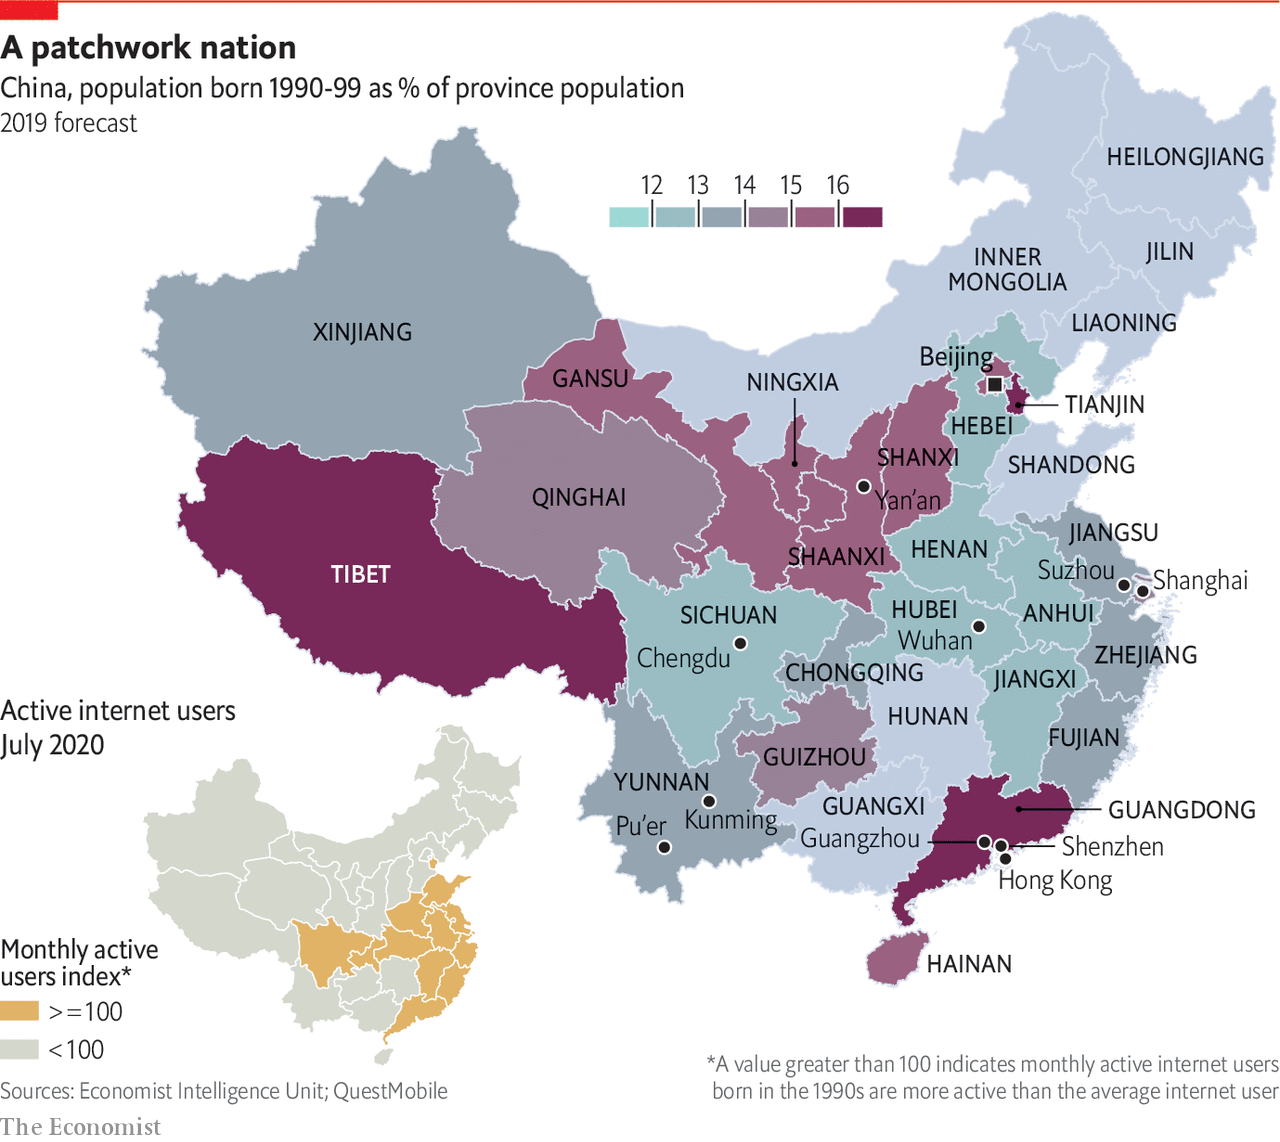 A patchwork nation
China, population born 1990-99 as % of province population
2019 forecast
12 13 14 15 16
HEILONGJIANG
JILIN
INNER
MONGOLIA
LIAONING
XINJIANG
Beijing
GANSU
NINGXIA
TIANJIN
HEBEI
SHANXI
SHANDONG
QINGHAI
Yan'an
JIANGSU
HENAN
SHAANXI
Suzhou
Shanghai
TIBET
SICHUAN
HUBEI
ANHUI
Wuhan
Chengdu
ZHEJIANG
CHONGQING
JIANGXI
HUNAN
FUJIAN
GUIZHOU
YUNNAN
GUANGXI
GUANGDONG
Kunming
Pu'er
Guangzhou
Shenzhen
Hong Kong
HAINAN
Active internet users
July 2020
Monthly active
users index*
>=100
<100
*A value greater than 100 indicates monthly active internet users
born in the 1990s are more active than the average internet user
Sources: Economist Intelligence Unit; QuestMobile
The Economist